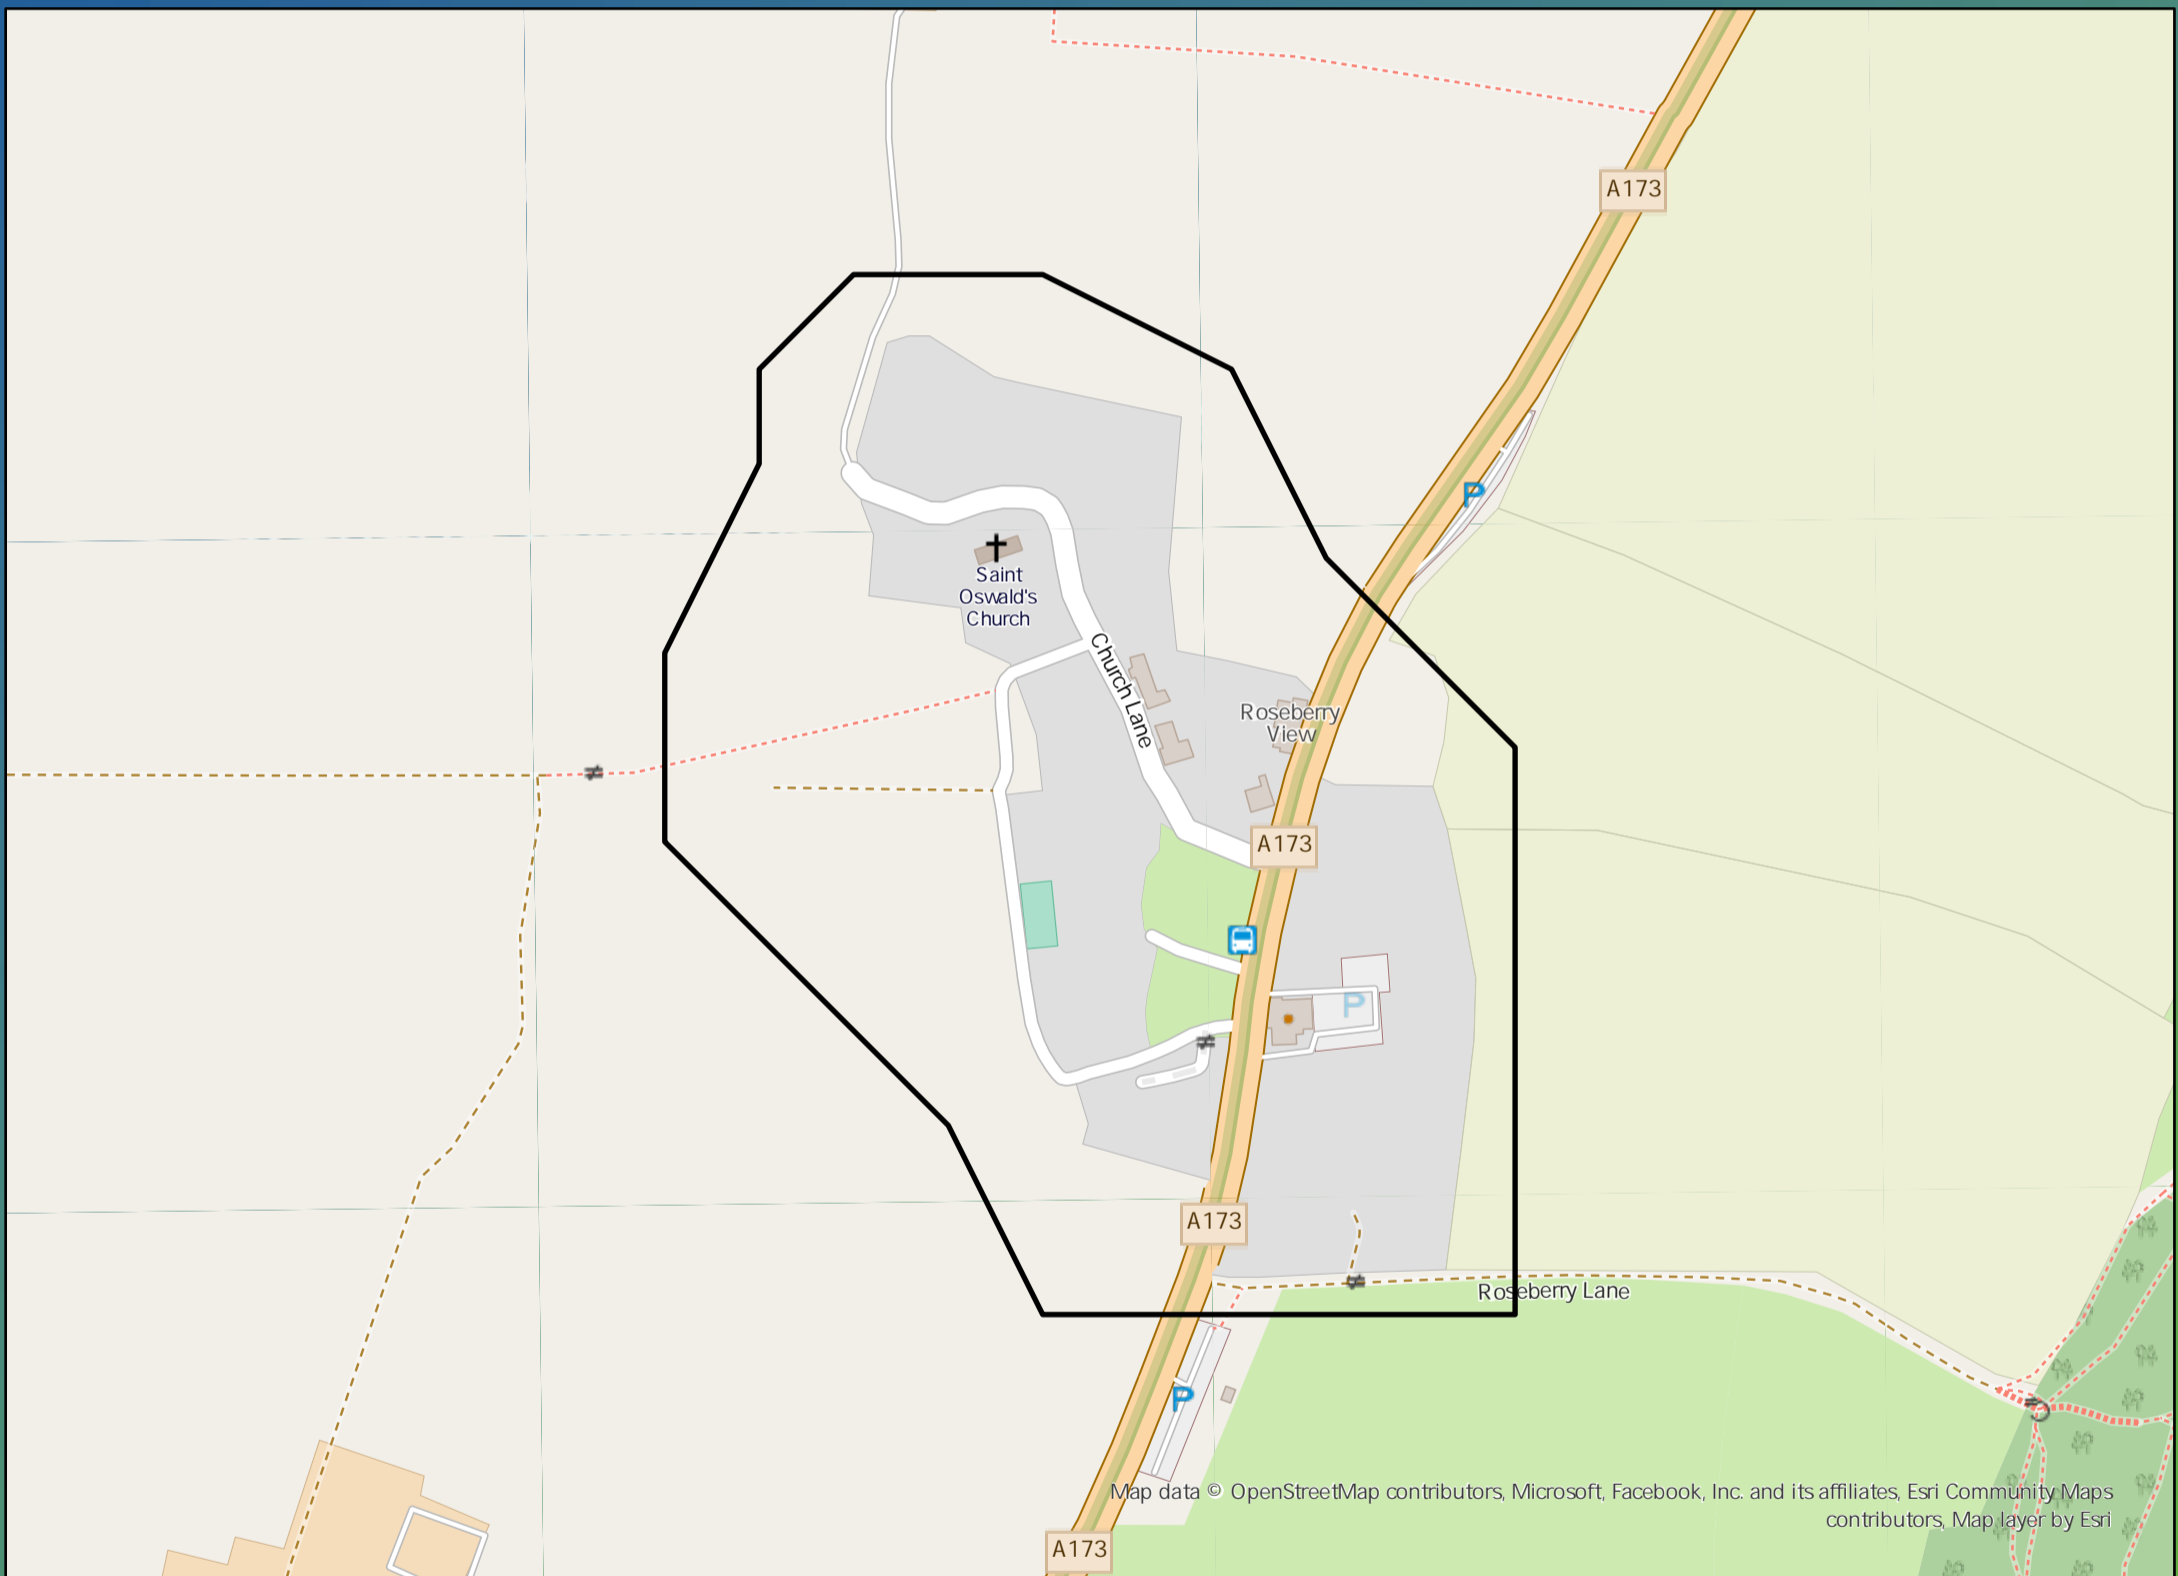 A173
P
Saint
Oswald's
Church
Church Lane
Roseberry
View
A173
P
A173
Roseberry Lane
P
Map data © OpenStreetMap contributors, Microsoft, Facebook, Inc. and its affiliates, Esri Community Maps
contributors, Map layer by Esri
A173